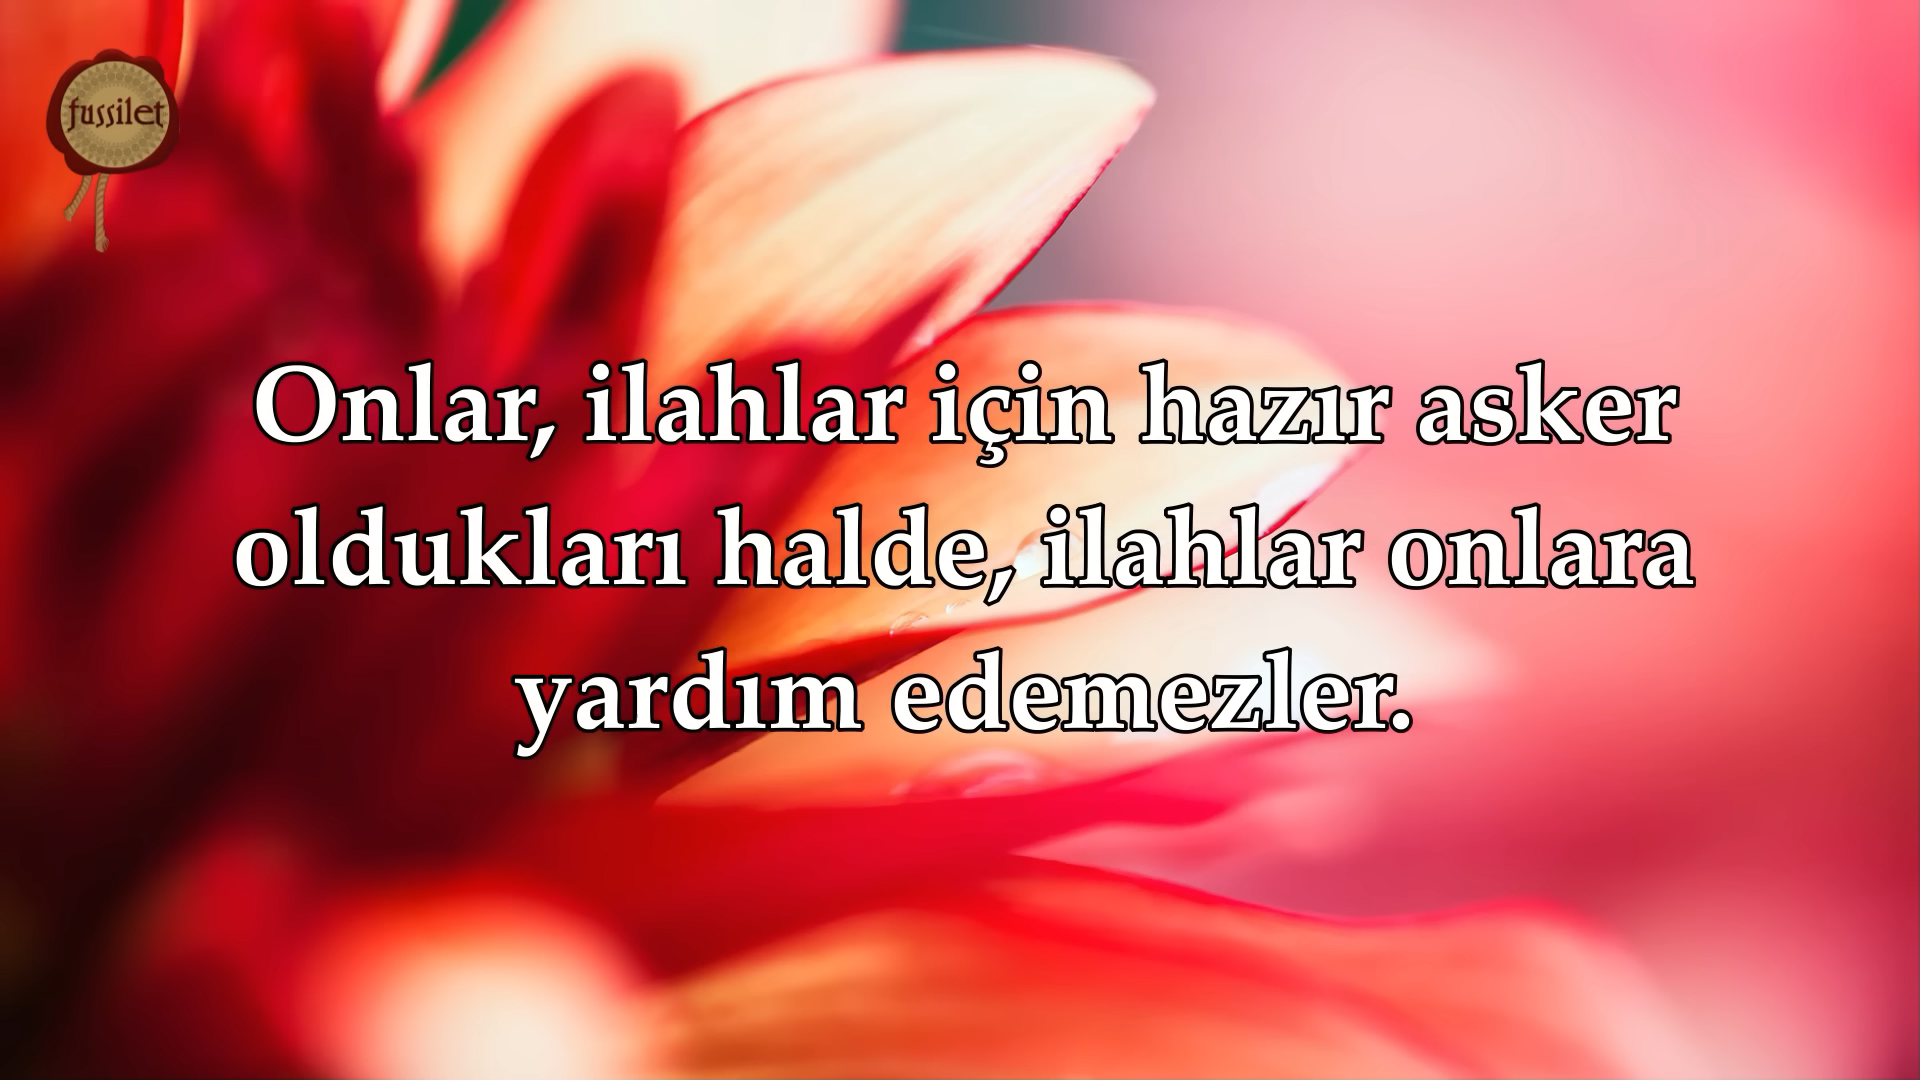 fussilet
Onlar, ilahlar için hazır asker
oldukları halde, ilahlar onlara
yardım edemezler.